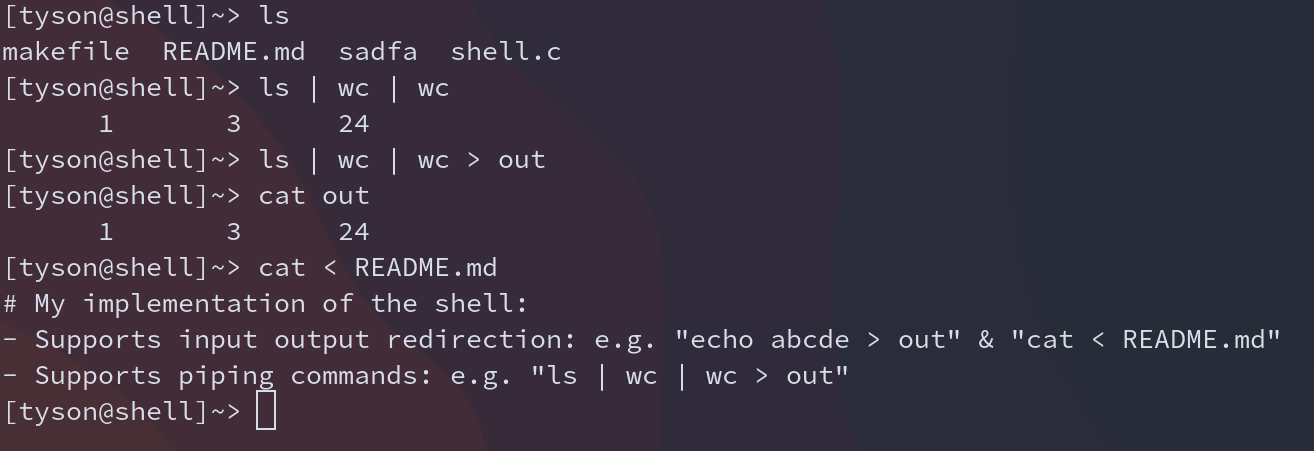 [tyson@shell]~> ls
makefile  README.md  sadfa  shell.c
[tyson@shell]~> ls | wc | wc
      1       3      24
[tyson@shell]~> ls | wc | wc > out
[tyson@shell]~> cat out
      1       3      24
[tyson@shell]~> cat < README.md
# My implementation of the shell:
- Supports input output redirection: e.g. "echo abcde > out" & "cat < README.md"
- Supports piping commands: e.g. "ls | wc | wc > out"
[tyson@shell]~>